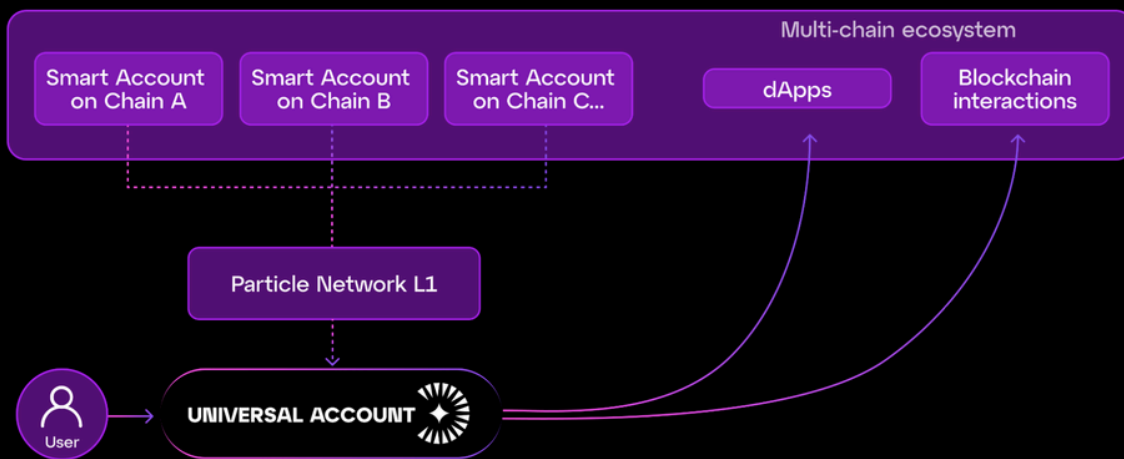 Multi-chain ecosystem
Smart Account
on Chain A
Smart Account
on Chain B
Smart Account
on Chain C...
dApps
Blockchain
interactions
Particle Network L1
User
UNIVERSAL ACCOUNT